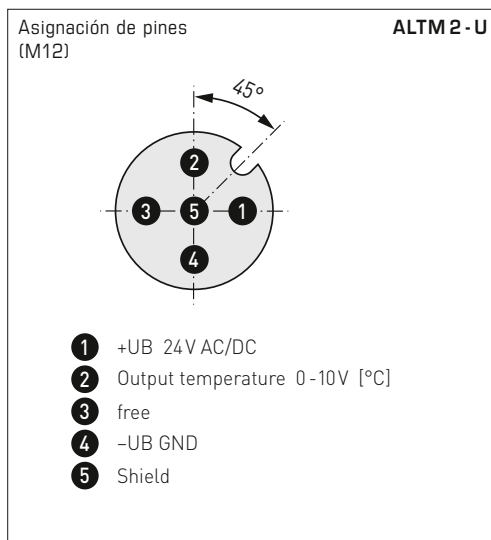 Asignación de pines ALTM 2 - U
(M12)
45°
2
3 5 1
4
1 +UB 24V AC/DC
2 Output temperature 0 -10V [°C]
3 free
4 –UB GND
5 Shield